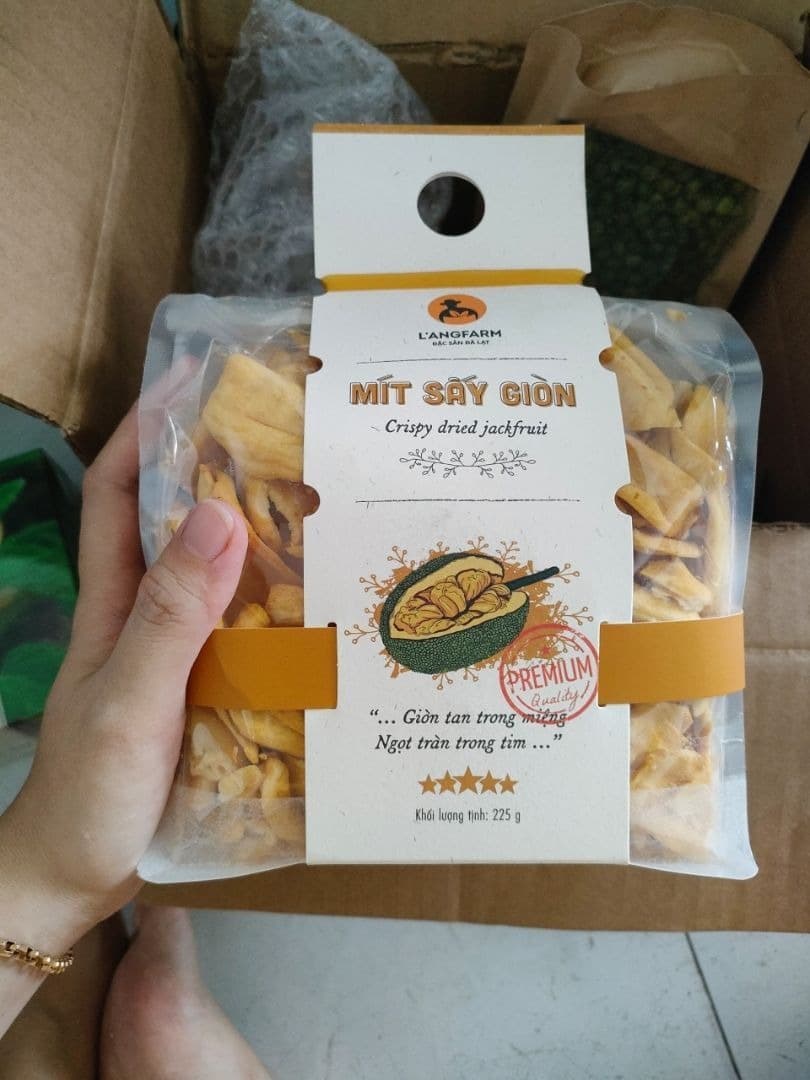 L'ANGFARM
ĐẶC SẢN ĐÀ LẠT
MÍT SẤY GIÒN
Crispy dried jackfruit
PREMIUM
Quality
“... Giòn tan trong miệng
Ngọt tràn trong tim ...”
Khối lượng tịnh: 225 g